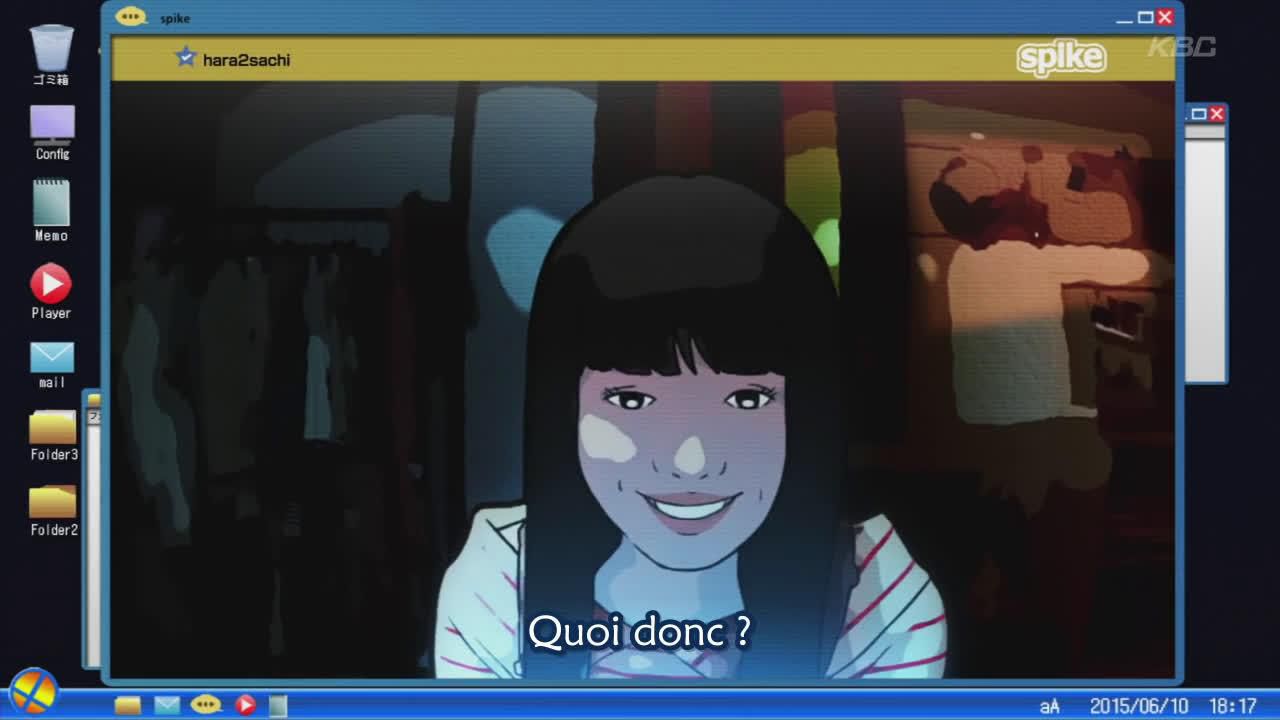 spike
hara2sachi
spike
KBC
ゴミ箱
Config
Memo
Player
mail
Folder3
Folder2
Quoi donc ?
aA 2015/06/10 18:17